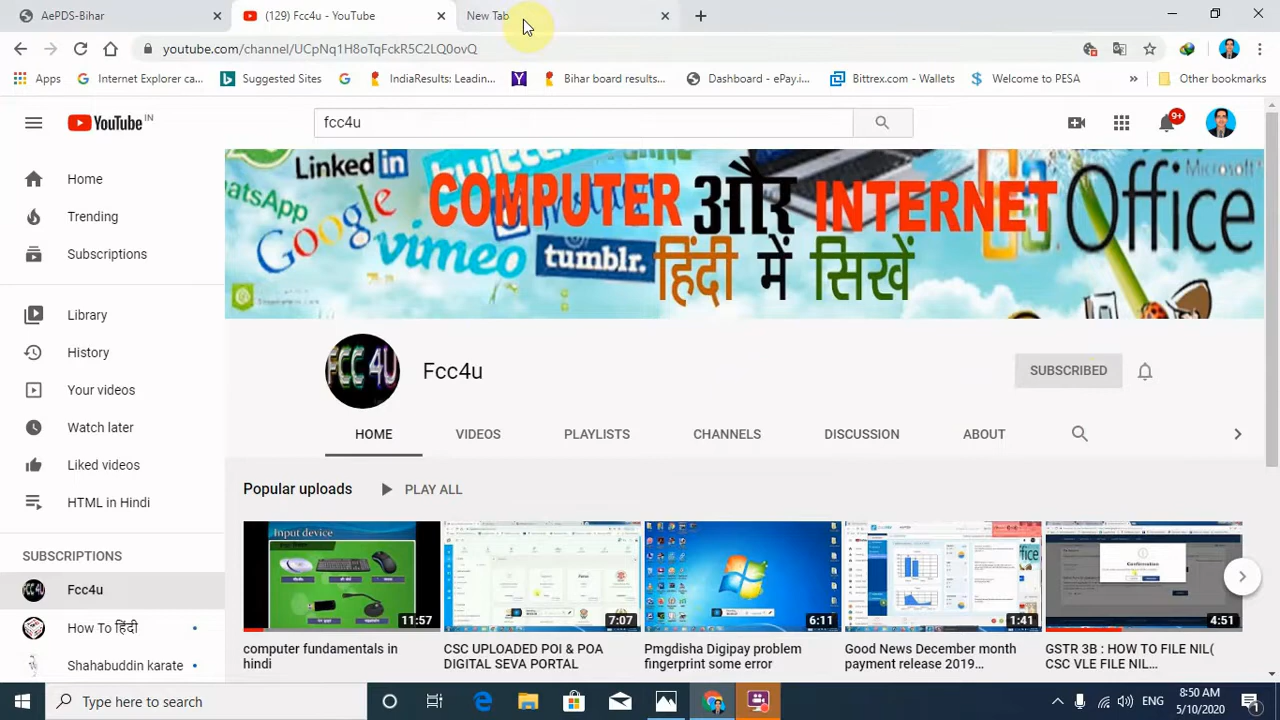 AePDS-Bihar
(129) Fcc4u - YouTube
New Tab
youtube.com/channel/UCpNq1H8oTqFckR5C2LQ0ovQ
Apps
Internet Explorer ca...
Suggested Sites
IndiaResults: Leadin...
Bihar board results...
Dashboard - ePay.i...
Bittrex.com - Wallets
Welcome to PESA
»
Other bookmarks
YouTube IN
fcc4u
9+
Home
Trending
Subscriptions
Library
History
Your videos
Watch later
Liked videos
HTML in Hindi
SUBSCRIPTIONS
Fcc4u
How To हिंदी
Shahabuddin karate
Linked in
WhatsApp
Google
vimeo
tumblr.
Microsoft
Office
COMPUTER और INTERNET
हिंदी में सिखें
FCC 4U
Fcc4u
SUBSCRIBED
HOME
VIDEOS
PLAYLISTS
CHANNELS
DISCUSSION
ABOUT
Popular uploads
PLAY ALL
Input device
11:57
7:07
6:11
1:41
Confirmation
4:51
computer fundamentals in
hindi
CSC UPLOADED POI & POA
DIGITAL SEVA PORTAL
Pmgdisha Digipay problem
fingerprint some error
Good News December month
payment release 2019...
GSTR 3B : HOW TO FILE NIL(
CSC VLE FILE NIL...
Type here to search
ENG
8:50 AM
5/10/2020
1